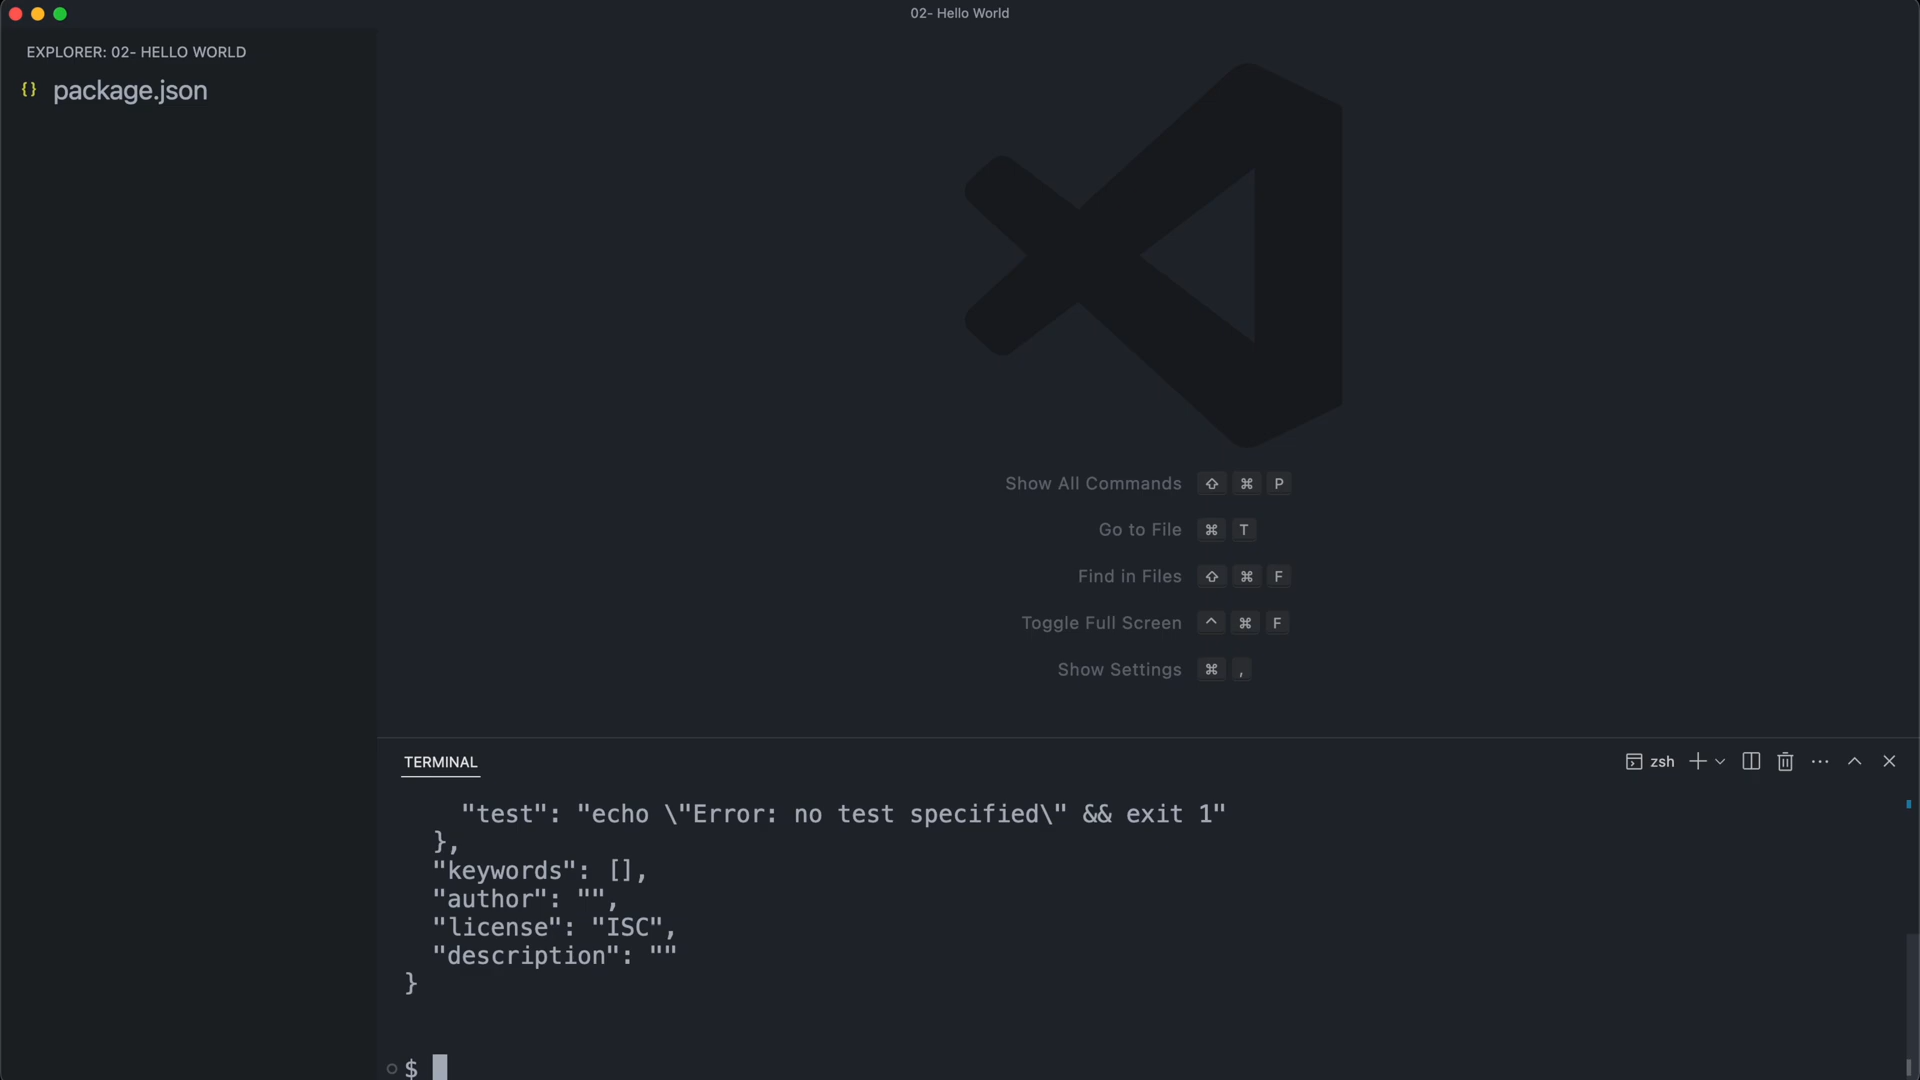 02- Hello World
EXPLORER: 02- HELLO WORLD
{} package.json
Show All Commands ⇧ ⌘ P
Go to File ⌘ T
Find in Files ⇧ ⌘ F
Toggle Full Screen ^ ⌘ F
Show Settings ⌘ ,
TERMINAL
zsh
"test": "echo \"Error: no test specified\" && exit 1"
},
"keywords": [],
"author": "",
"license": "ISC",
"description": ""
}
$